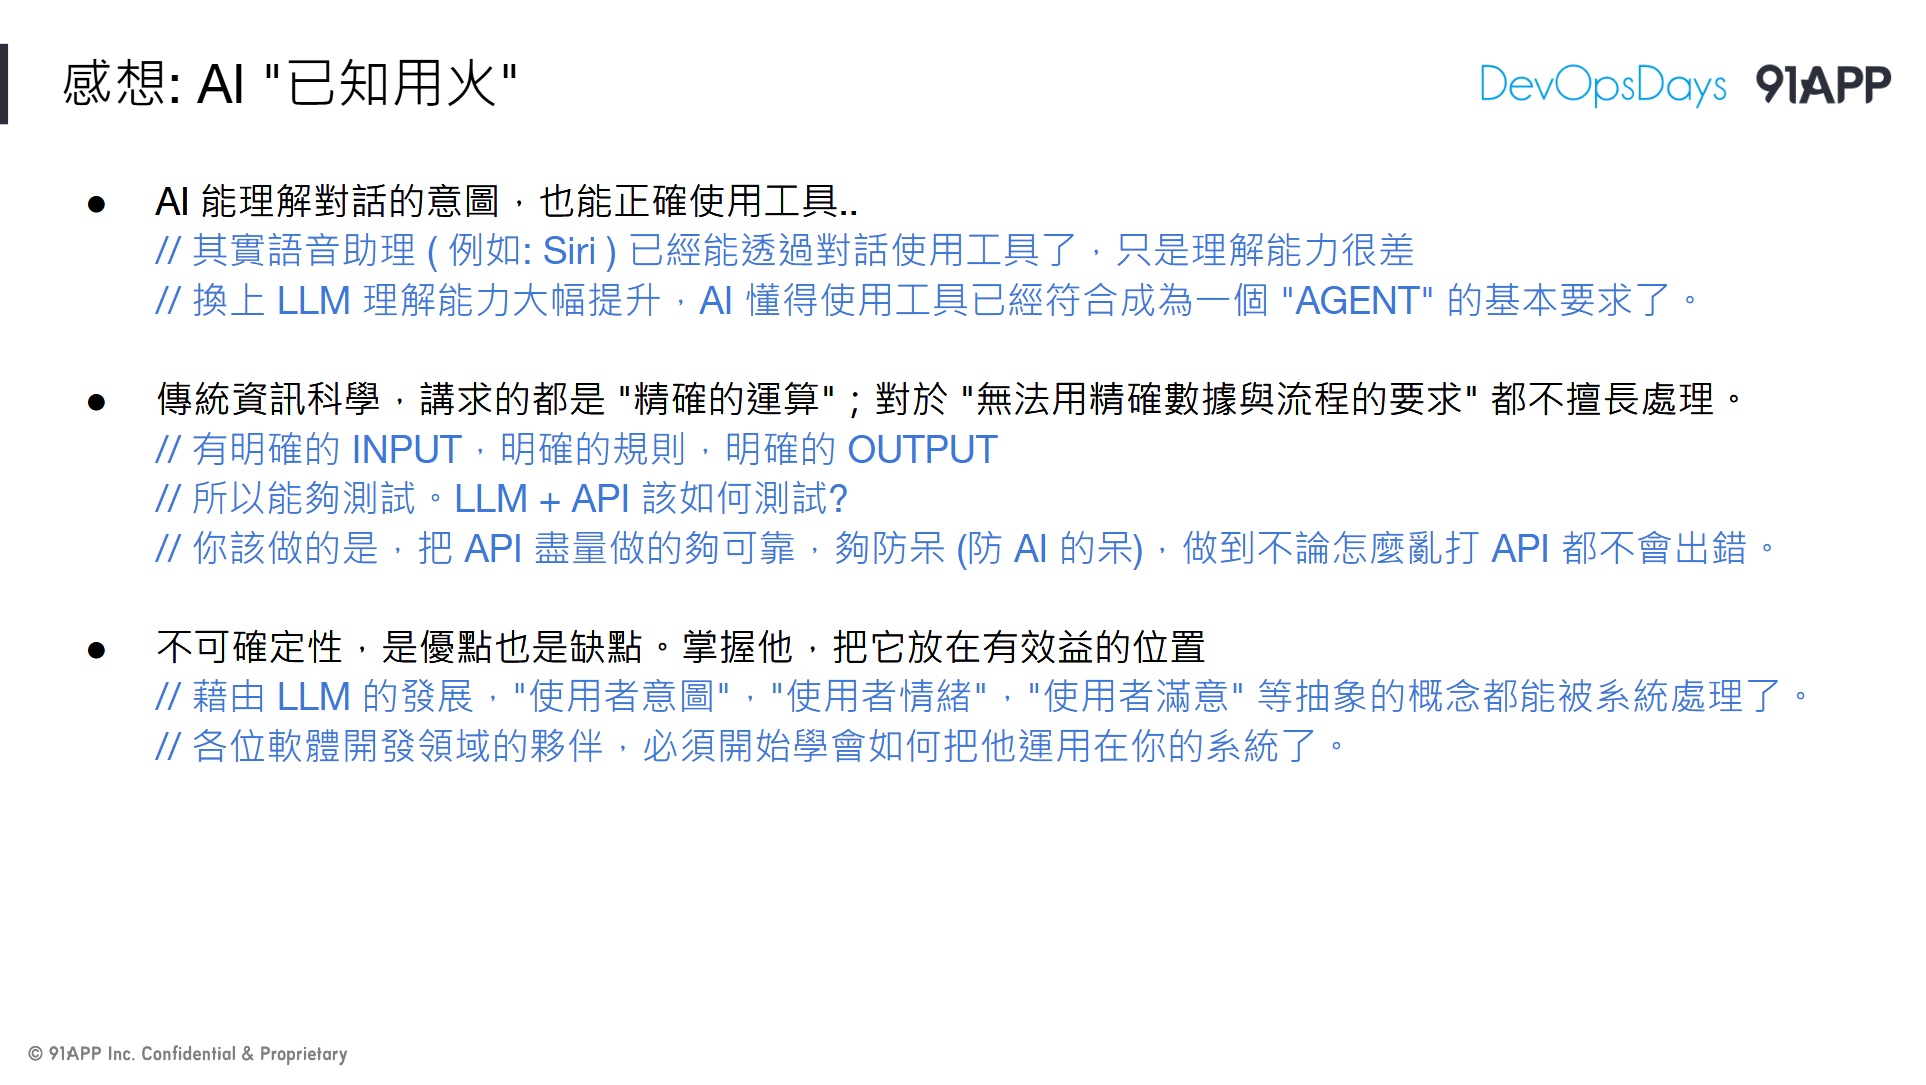 感想: AI "已知用火"
DevOpsDays 91APP
● AI 能理解對話的意圖，也能正確使用工具..
// 其實語音助理 ( 例如: Siri ) 已經能透過對話使用工具了，只是理解能力很差
// 換上 LLM 理解能力大幅提升，AI 懂得使用工具已經符合成為一個 "AGENT" 的基本要求了。
● 傳統資訊科學，講求的都是 "精確的運算"；對於 "無法用精確數據與流程的要求" 都不擅長處理。
// 有明確的 INPUT，明確的規則，明確的 OUTPUT
// 所以能夠測試。LLM + API 該如何測試?
// 你該做的是，把 API 盡量做的夠可靠，夠防呆 (防 AI 的呆)，做到不論怎麼亂打 API 都不會出錯。
● 不可確定性，是優點也是缺點。掌握他，把它放在有效益的位置
// 藉由 LLM 的發展，"使用者意圖"，"使用者情緒"，"使用者滿意" 等抽象的概念都能被系統處理了。
// 各位軟體開發領域的夥伴，必須開始學會如何把他運用在你的系統了。
© 91APP Inc. Confidential & Proprietary